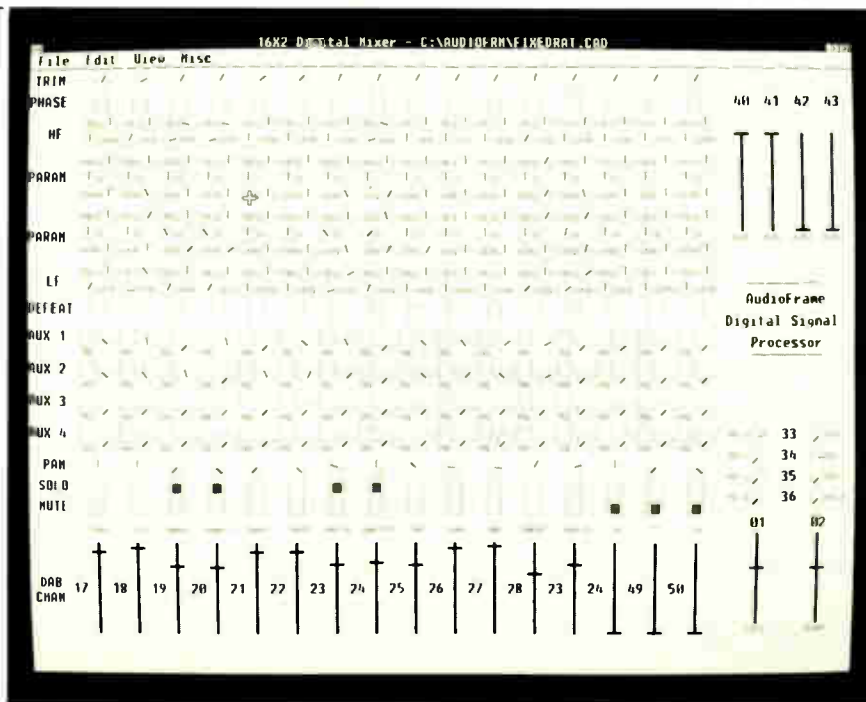 16X2 Digital Mixer - C:\AUDIOFRM\FIXEDRAT.CAD
File Edit View Misc
TRIM
PHASE
HF
PARAM
PARAM
LF
DEFEAT
AUX 1
AUX 2
AUX 3
AUX 4
PAN
SOLO
MUTE
DAB
CHAN
17 18 19 20 21 22 23 24 25 26 27 28 23 24 49 50
40 41 42 43
AudioFrame
Digital Signal
Processor
33
34
35
36
01 02